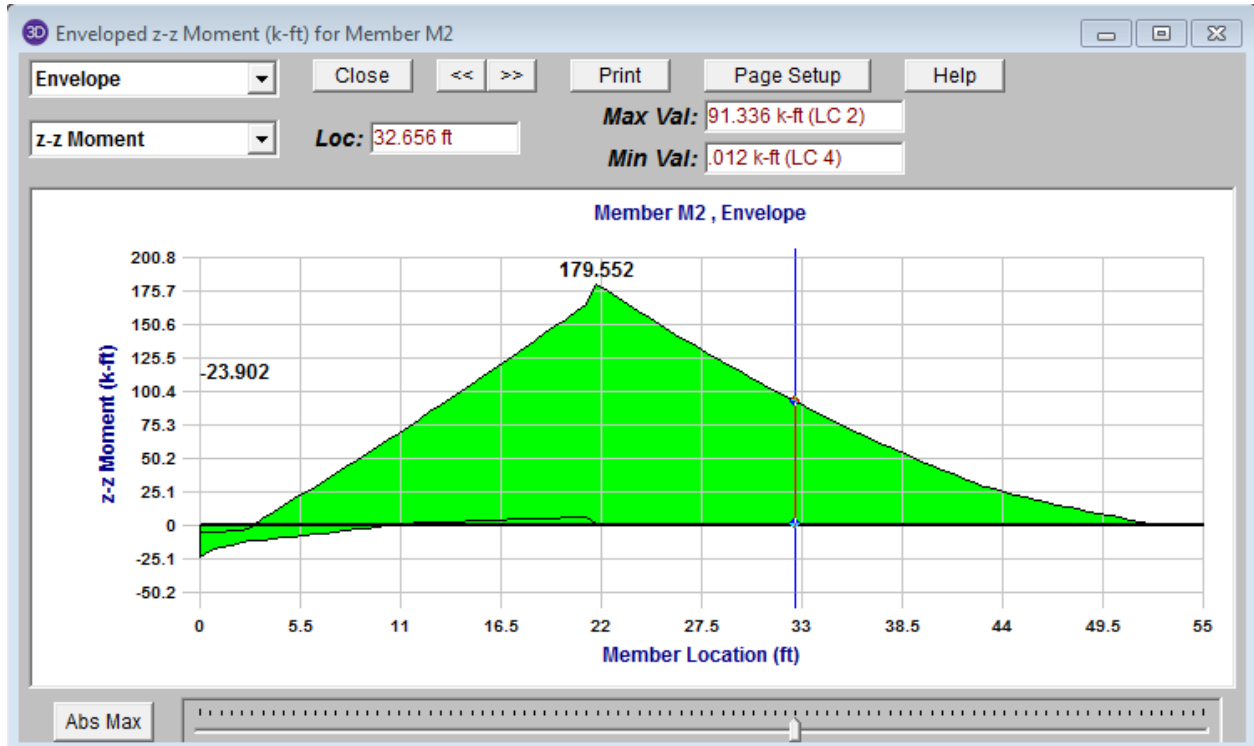 3D Enveloped z-z Moment (k-ft) for Member M2
Envelope Close << >> Print Page Setup Help
z-z Moment Loc: 32.656 ft Max Val: 91.336 k-ft (LC 2)
Min Val: .012 k-ft (LC 4)
Member M2 , Envelope
200.8
179.552
175.7
150.6
125.5
-23.902
100.4
75.3
50.2
25.1
0
-25.1
-50.2
z-z Moment (k-ft)
0 5.5 11 16.5 22 27.5 33 38.5 44 49.5 55
Member Location (ft)
Abs Max